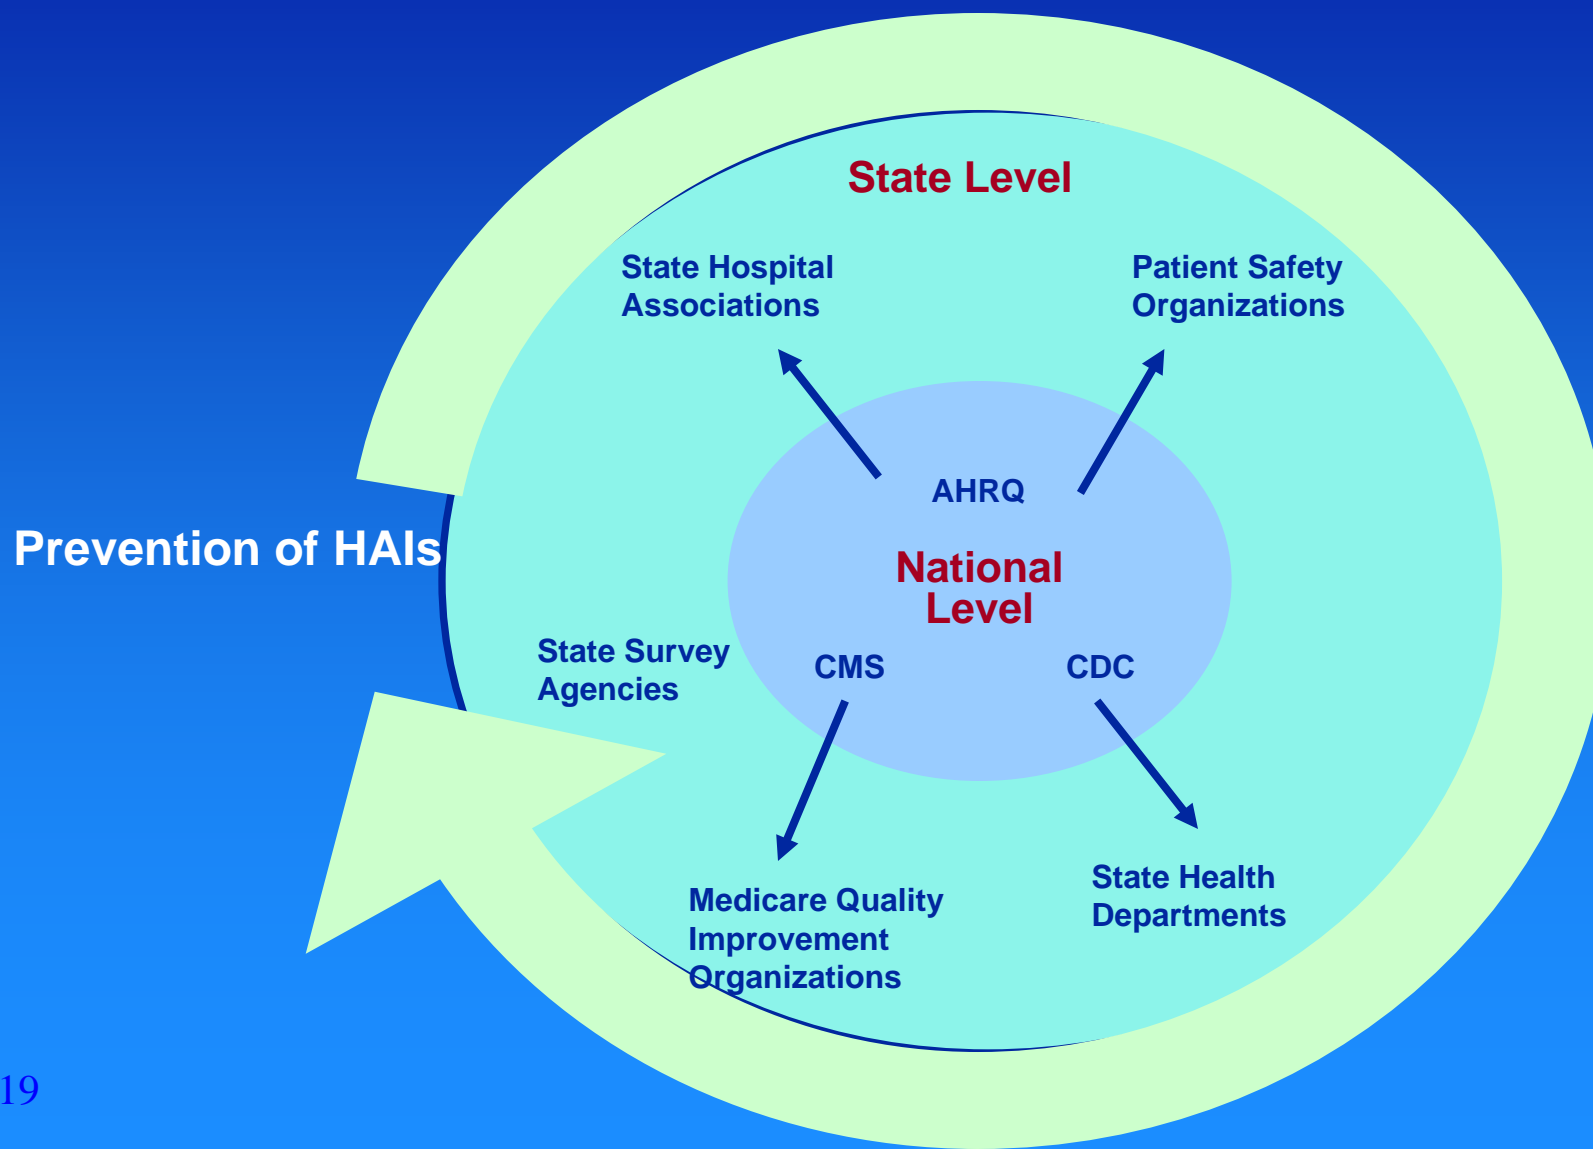 State Level
State Hospital
Associations
Patient Safety
Organizations
AHRQ
Prevention of HAIs
National
Level
State Survey
Agencies
CMS
CDC
Medicare Quality
Improvement
Organizations
State Health
Departments
19